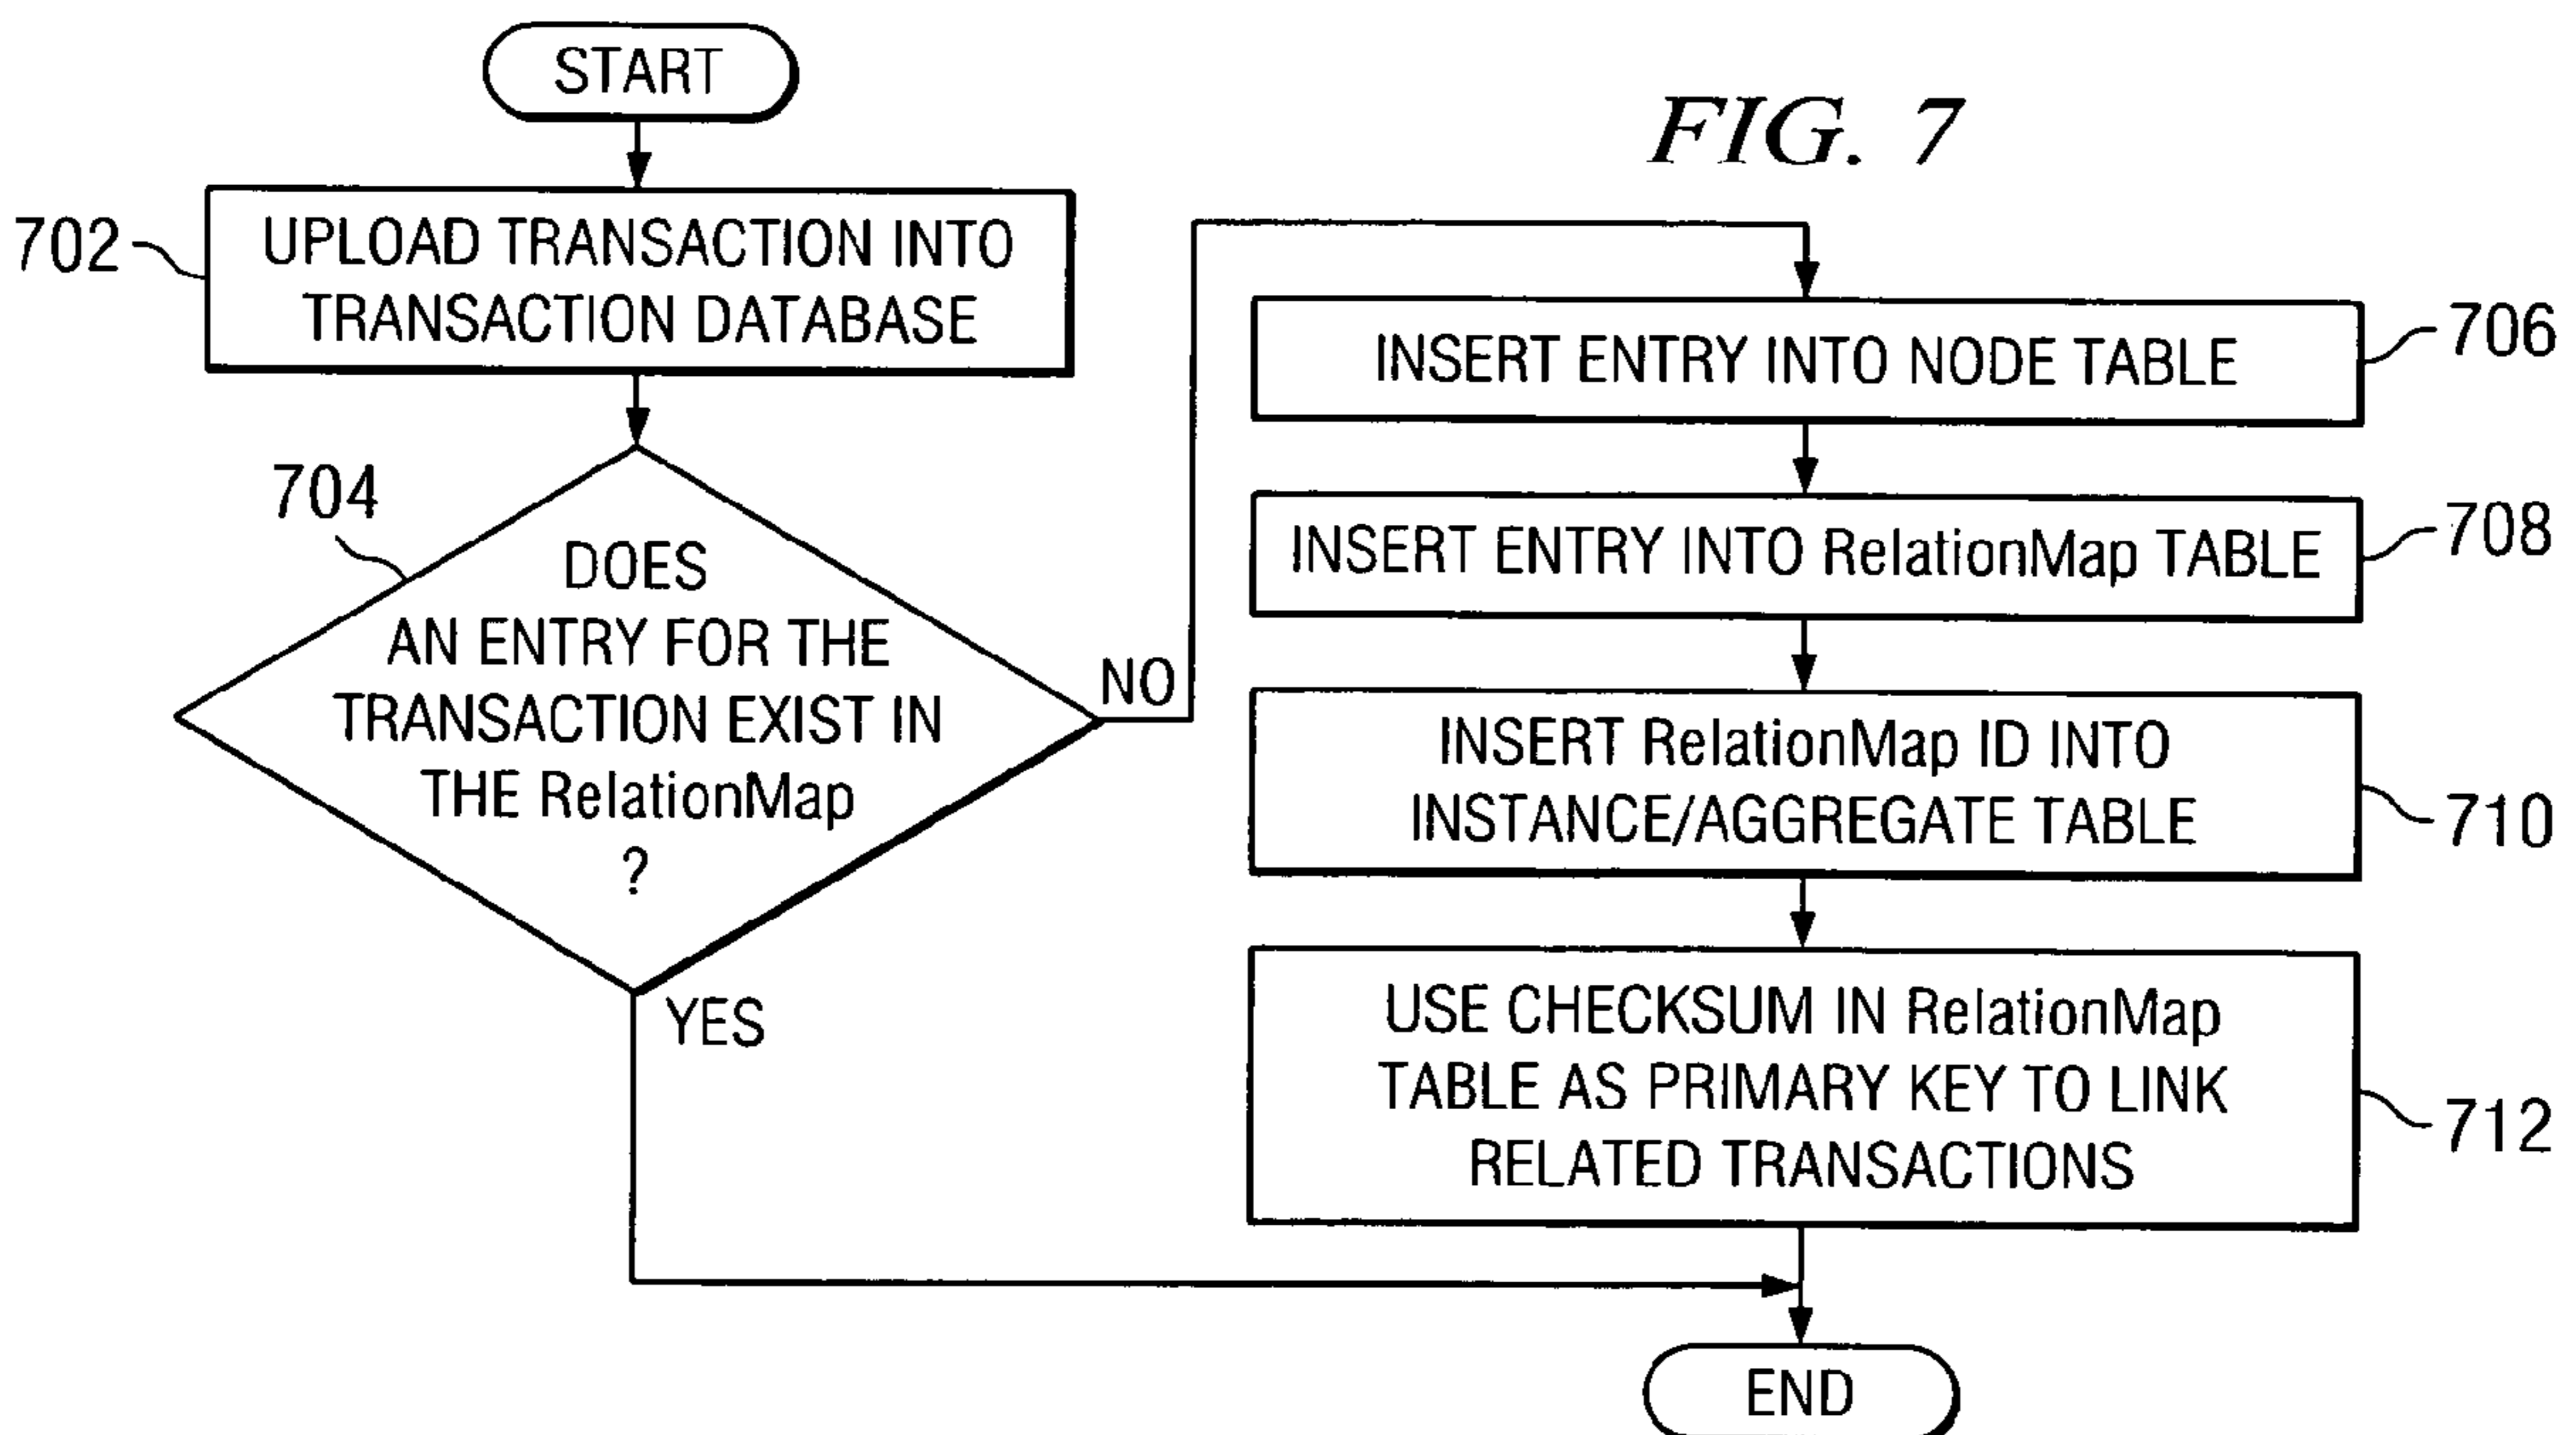 START
FIG. 7
702
UPLOAD TRANSACTION INTO
TRANSACTION DATABASE
704
DOES
AN ENTRY FOR THE
TRANSACTION EXIST IN
THE RelationMap
?
NO
YES
INSERT ENTRY INTO NODE TABLE
706
INSERT ENTRY INTO RelationMap TABLE
708
INSERT RelationMap ID INTO
INSTANCE/AGGREGATE TABLE
710
USE CHECKSUM IN RelationMap
TABLE AS PRIMARY KEY TO LINK
RELATED TRANSACTIONS
712
END